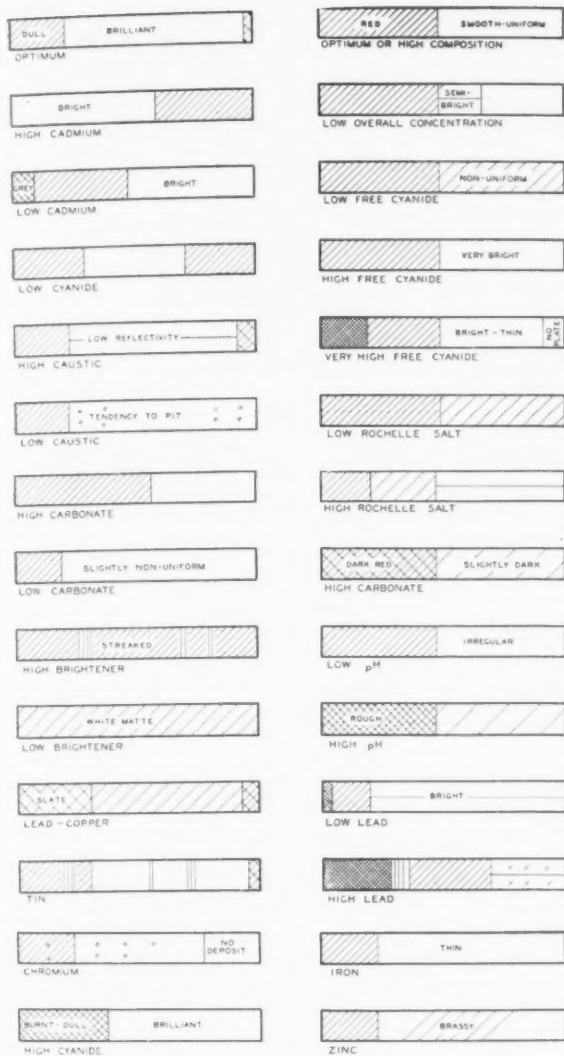 DULL BRILLIANT
OPTIMUM
BRIGHT
HIGH CADMIUM
GREY BRIGHT
LOW CADMIUM
LOW CYANIDE
LOW REFLECTIVITY
HIGH CAUSTIC
TENDENCY TO PIT
LOW CAUSTIC
HIGH CARBONATE
SLIGHTLY NON-UNIFORM
LOW CARBONATE
STREAKED
HIGH BRIGHTENER
WHITE MATTE
LOW BRIGHTENER
SLATE
LEAD-COPPER
TIN
NO
DEPOSIT
CHROMIUM
BURNT-DULL BRILLIANT
HIGH CYANIDE
RED SMOOTH-UNIFORM
OPTIMUM OR HIGH COMPOSITION
SEMI-
BRIGHT
LOW OVERALL CONCENTRATION
NON-UNIFORM
LOW FREE CYANIDE
VERY BRIGHT
HIGH FREE CYANIDE
BRIGHT-THIN NO PLATE
VERY HIGH FREE CYANIDE
LOW ROCHELLE SALT
HIGH ROCHELLE SALT
DARK RED SLIGHTLY DARK
HIGH CARBONATE
IRREGULAR
LOW pH
ROUGH
HIGH pH
BRIGHT
LOW LEAD
HIGH LEAD
THIN
IRON
BRASSY
ZINC